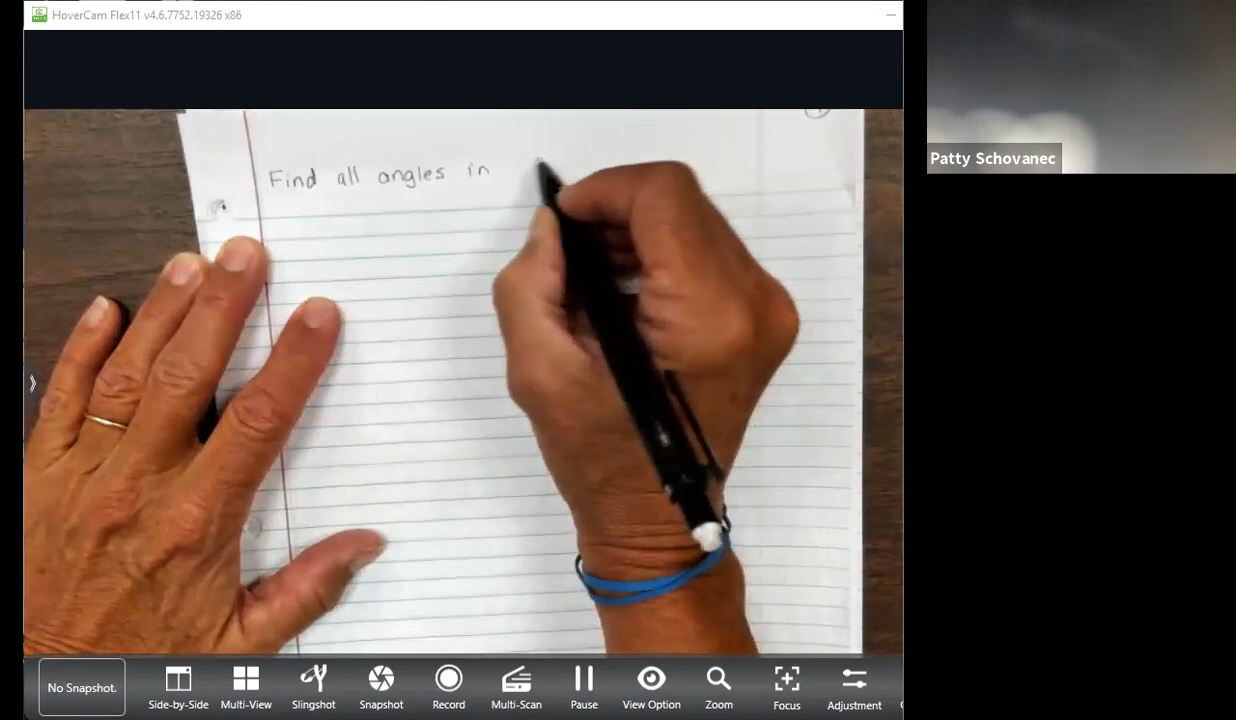 HoverCam Flex11 v4.6.7752.19326 x86
Patty Schovanec
Find all angles in
No Snapshot.
Side-by-Side Multi-View Slingshot Snapshot Record Multi-Scan Pause View Option Zoom Focus Adjustment